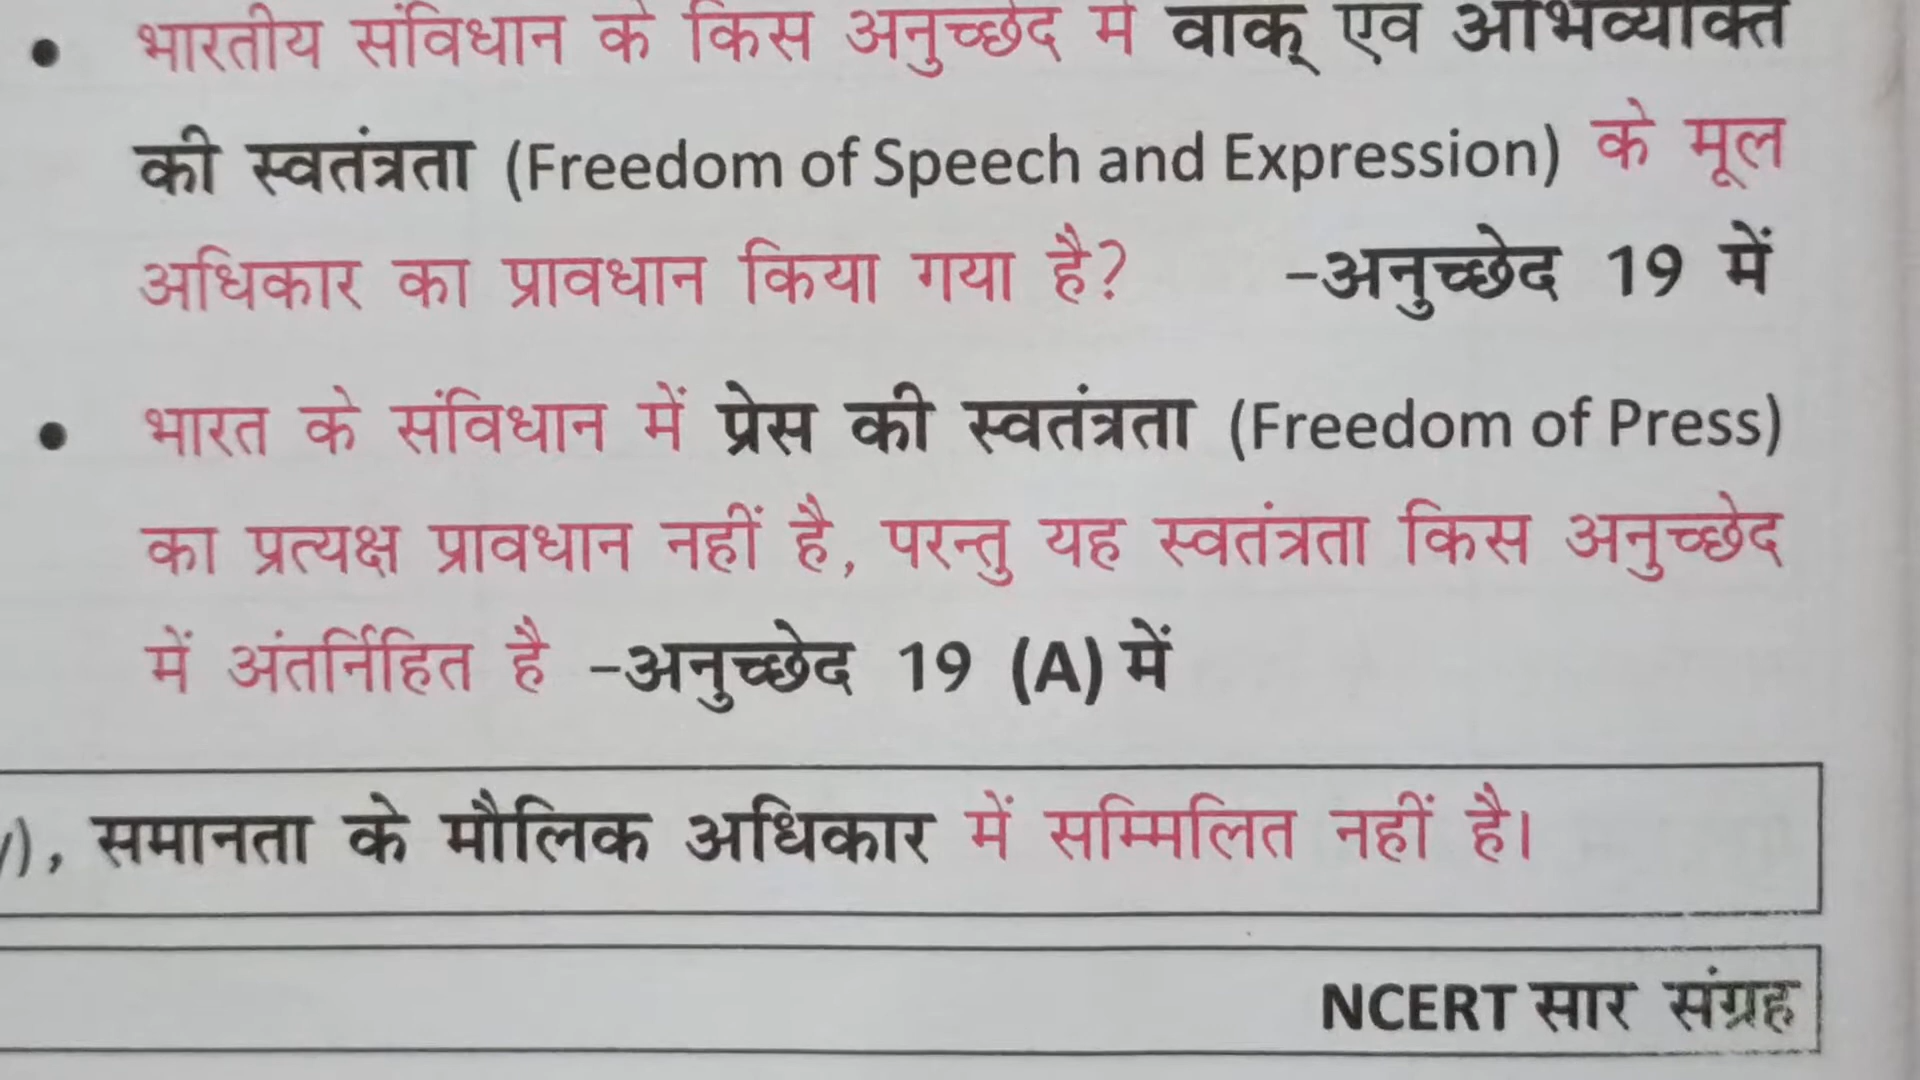 • भारतीय संविधान के किस अनुच्छेद में वाक् एवं अभिव्यक्ति
की स्वतंत्रता (Freedom of Speech and Expression) के मूल
अधिकार का प्रावधान किया गया है? –अनुच्छेद 19 में
• भारत के संविधान में प्रेस की स्वतंत्रता (Freedom of Press)
का प्रत्यक्ष प्रावधान नहीं है, परन्तु यह स्वतंत्रता किस अनुच्छेद
में अंतर्निहित है –अनुच्छेद 19 (A) में
), समानता के मौलिक अधिकार में सम्मिलित नहीं है।
NCERT सार संग्रह